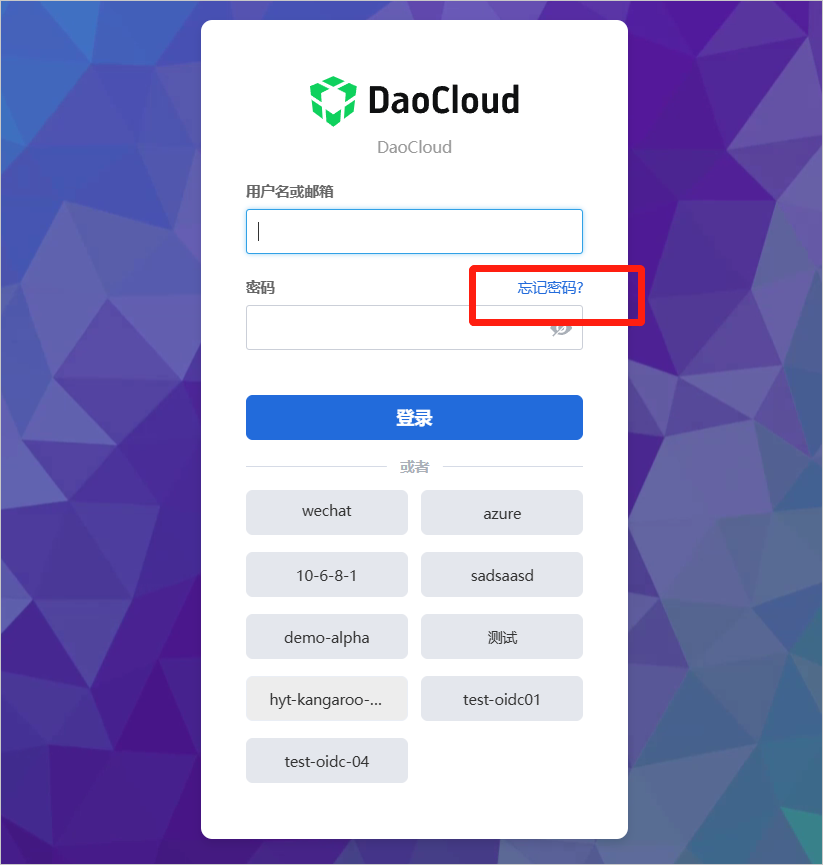 DaoCloud
DaoCloud
用户名或邮箱
密码 忘记密码?
登录
或者
wechat azure
10-6-8-1 sadsaasd
demo-alpha 测试
hyt-kangaroo-... test-oidc01
test-oidc-04